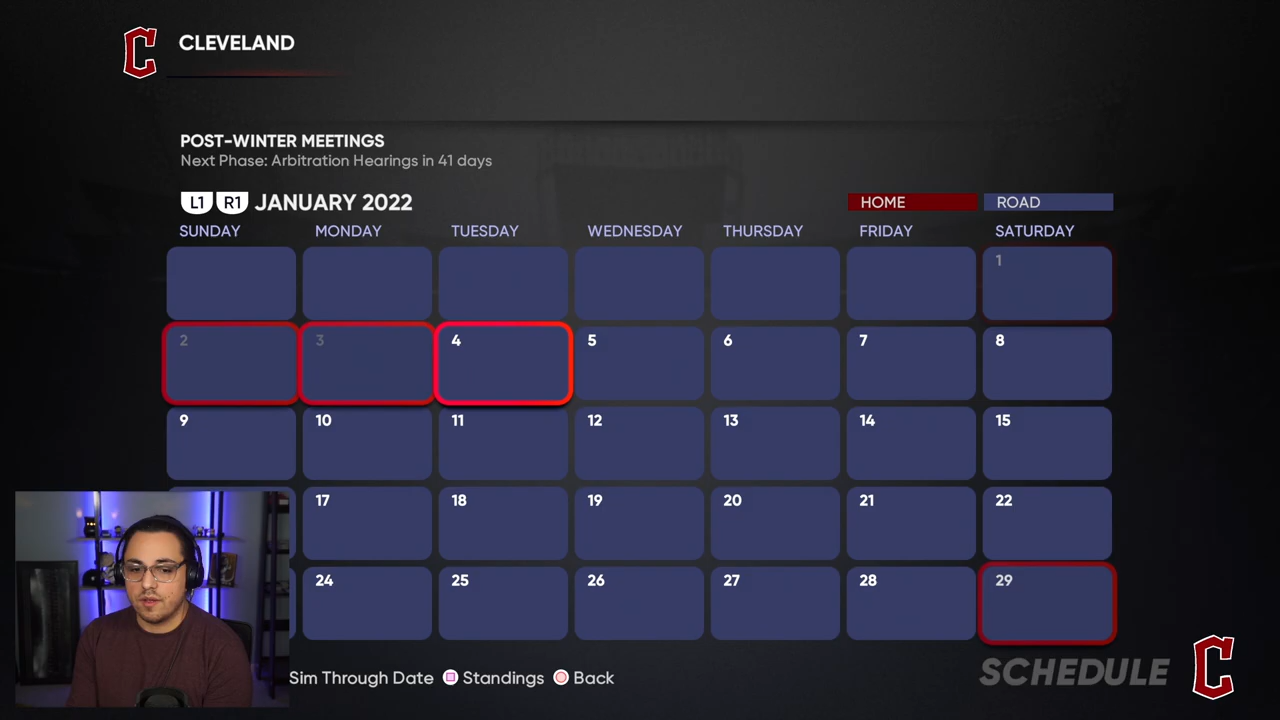 CLEVELAND
POST-WINTER MEETINGS
Next Phase: Arbitration Hearings in 41 days
L1 R1 JANUARY 2022
HOME ROAD
SUNDAY MONDAY TUESDAY WEDNESDAY THURSDAY FRIDAY SATURDAY
1
2 3 4 5 6 7 8
9 10 11 12 13 14 15
17 18 19 20 21 22
24 25 26 27 28 29
Sim Through Date Standings Back
SCHEDULE
C
C